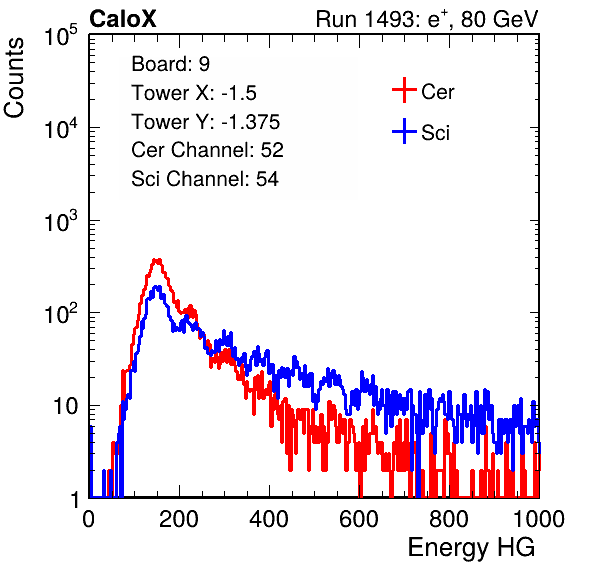 CaloX Run 1493: e⁺, 80 GeV
Counts
10⁵
10⁴
10³
10²
10
1
Board: 9
Tower X: -1.5
Tower Y: -1.375
Cer Channel: 52
Sci Channel: 54
Cer
Sci
0 200 400 600 800 1000
Energy HG